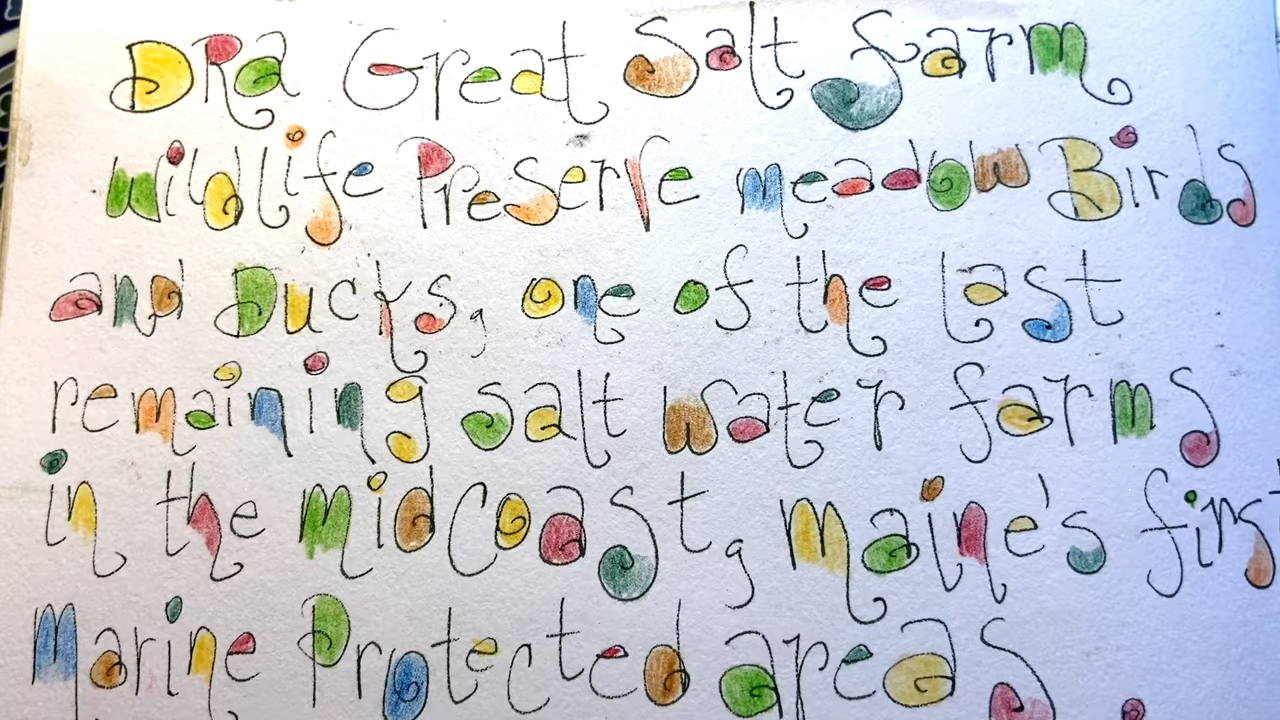 DRa Great Salt farm
wildlife Preserve meadow Birds
and Ducks, one of the last
remaining salt water farms
in the midcoast, maine's first
Marine Protected areas.